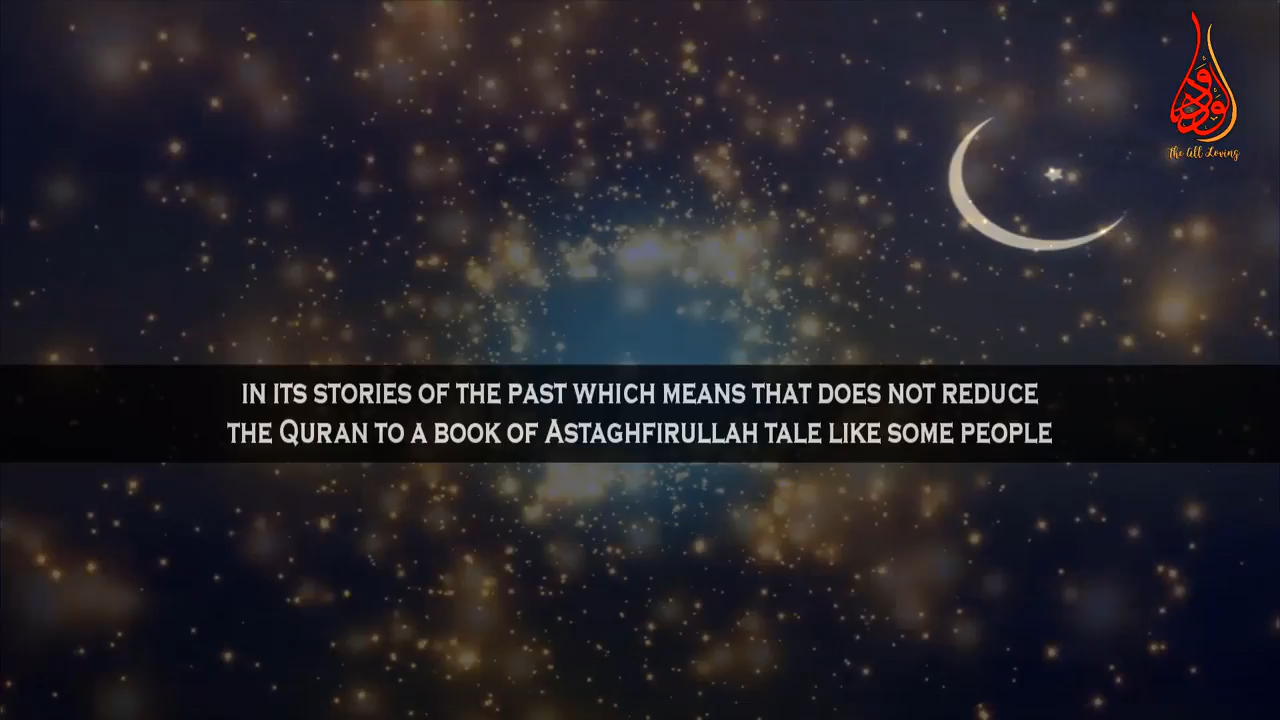 الودود
The All Loving
IN ITS STORIES OF THE PAST WHICH MEANS THAT DOES NOT REDUCE
THE QURAN TO A BOOK OF ASTAGHFIRULLAH TALE LIKE SOME PEOPLE